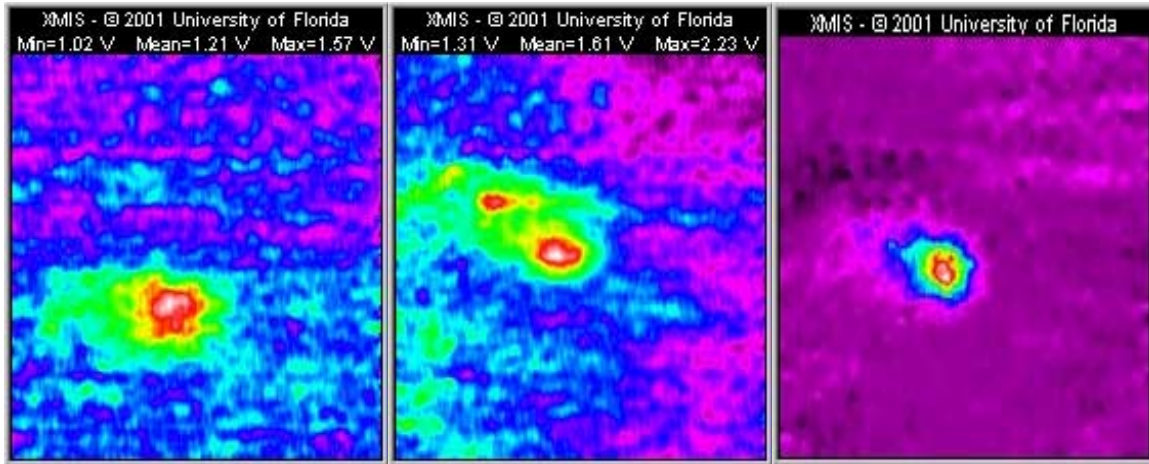 XMIS - © 2001 University of Florida
Min=1.02 V Mean=1.21 V Max=1.57 V
XMIS - © 2001 University of Florida
Min=1.31 V Mean=1.61 V Max=2.23 V
XMIS - © 2001 University of Florida